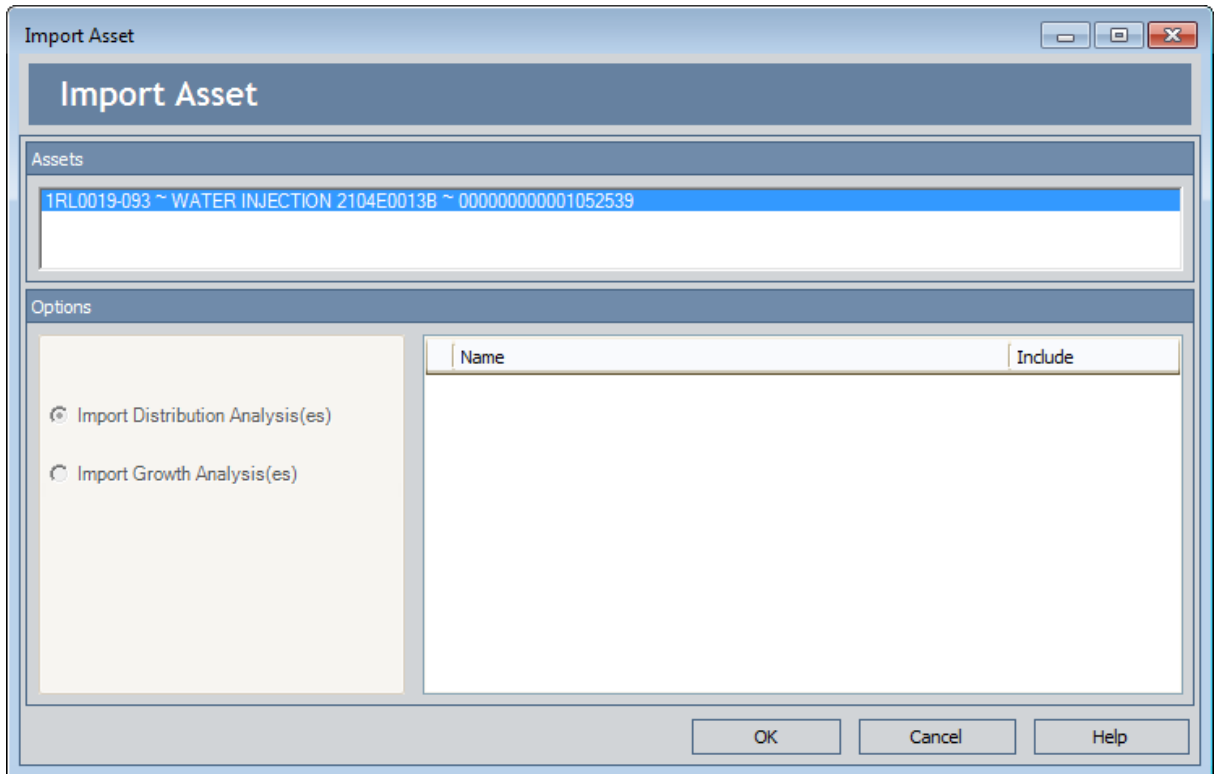 Import Asset
Import Asset
Assets
1RL0019-093 ~ WATER INJECTION 2104E0013B ~ 000000000001052539
Options
Name Include
Import Distribution Analysis(es)
Import Growth Analysis(es)
OK Cancel Help